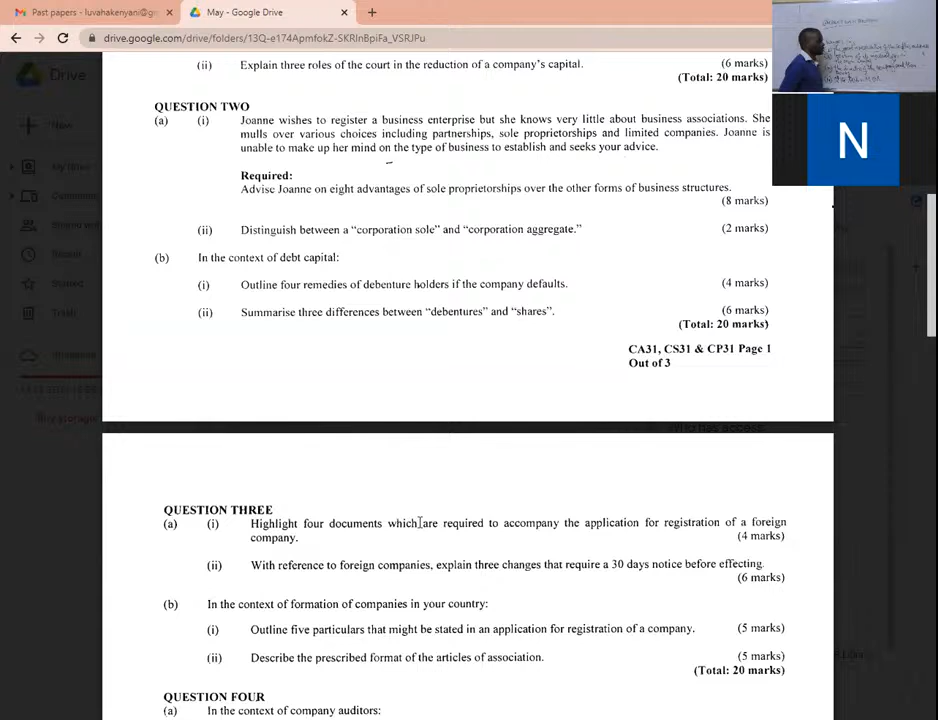 Past papers - luvahakenyani@g
May - Google Drive
drive.google.com/drive/folders/13Q-e174ApmfokZ-SKRlnBpiFa_VSRJPu
Drive
New
(ii) Explain three roles of the court in the reduction of a company's capital. (6 marks)
(Total: 20 marks)
QUESTION TWO
(a) (i) Joanne wishes to register a business enterprise but she knows very little about business associations. She
mulls over various choices including partnerships, sole proprietorships and limited companies. Joanne is
unable to make up her mind on the type of business to establish and seeks your advice.
Required:
Advise Joanne on eight advantages of sole proprietorships over the other forms of business structures.
(8 marks)
(ii) Distinguish between a "corporation sole" and "corporation aggregate." (2 marks)
(b) In the context of debt capital:
(i) Outline four remedies of debenture holders if the company defaults. (4 marks)
(ii) Summarise three differences between "debentures" and "shares". (6 marks)
(Total: 20 marks)
CA31, CS31 & CP31 Page 1
Out of 3
N
QUESTION THREE
(a) (i) Highlight four documents which are required to accompany the application for registration of a foreign
company. (4 marks)
(ii) With reference to foreign companies, explain three changes that require a 30 days notice before effecting.
(6 marks)
(b) In the context of formation of companies in your country:
(i) Outline five particulars that might be stated in an application for registration of a company. (5 marks)
(ii) Describe the prescribed format of the articles of association. (5 marks)
(Total: 20 marks)
QUESTION FOUR
(a) In the context of company auditors: